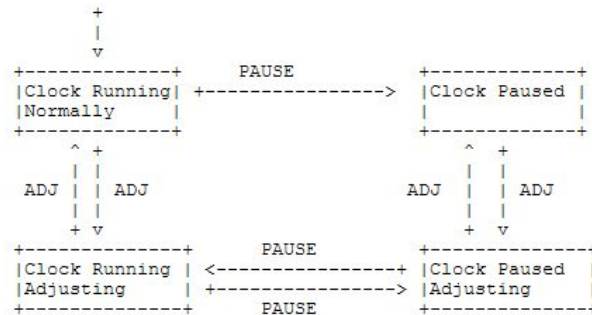 PAUSE
Clock Running
Normally
Clock Paused
ADJ ADJ ADJ ADJ
PAUSE
Clock Running
Adjusting
Clock Paused
Adjusting
PAUSE